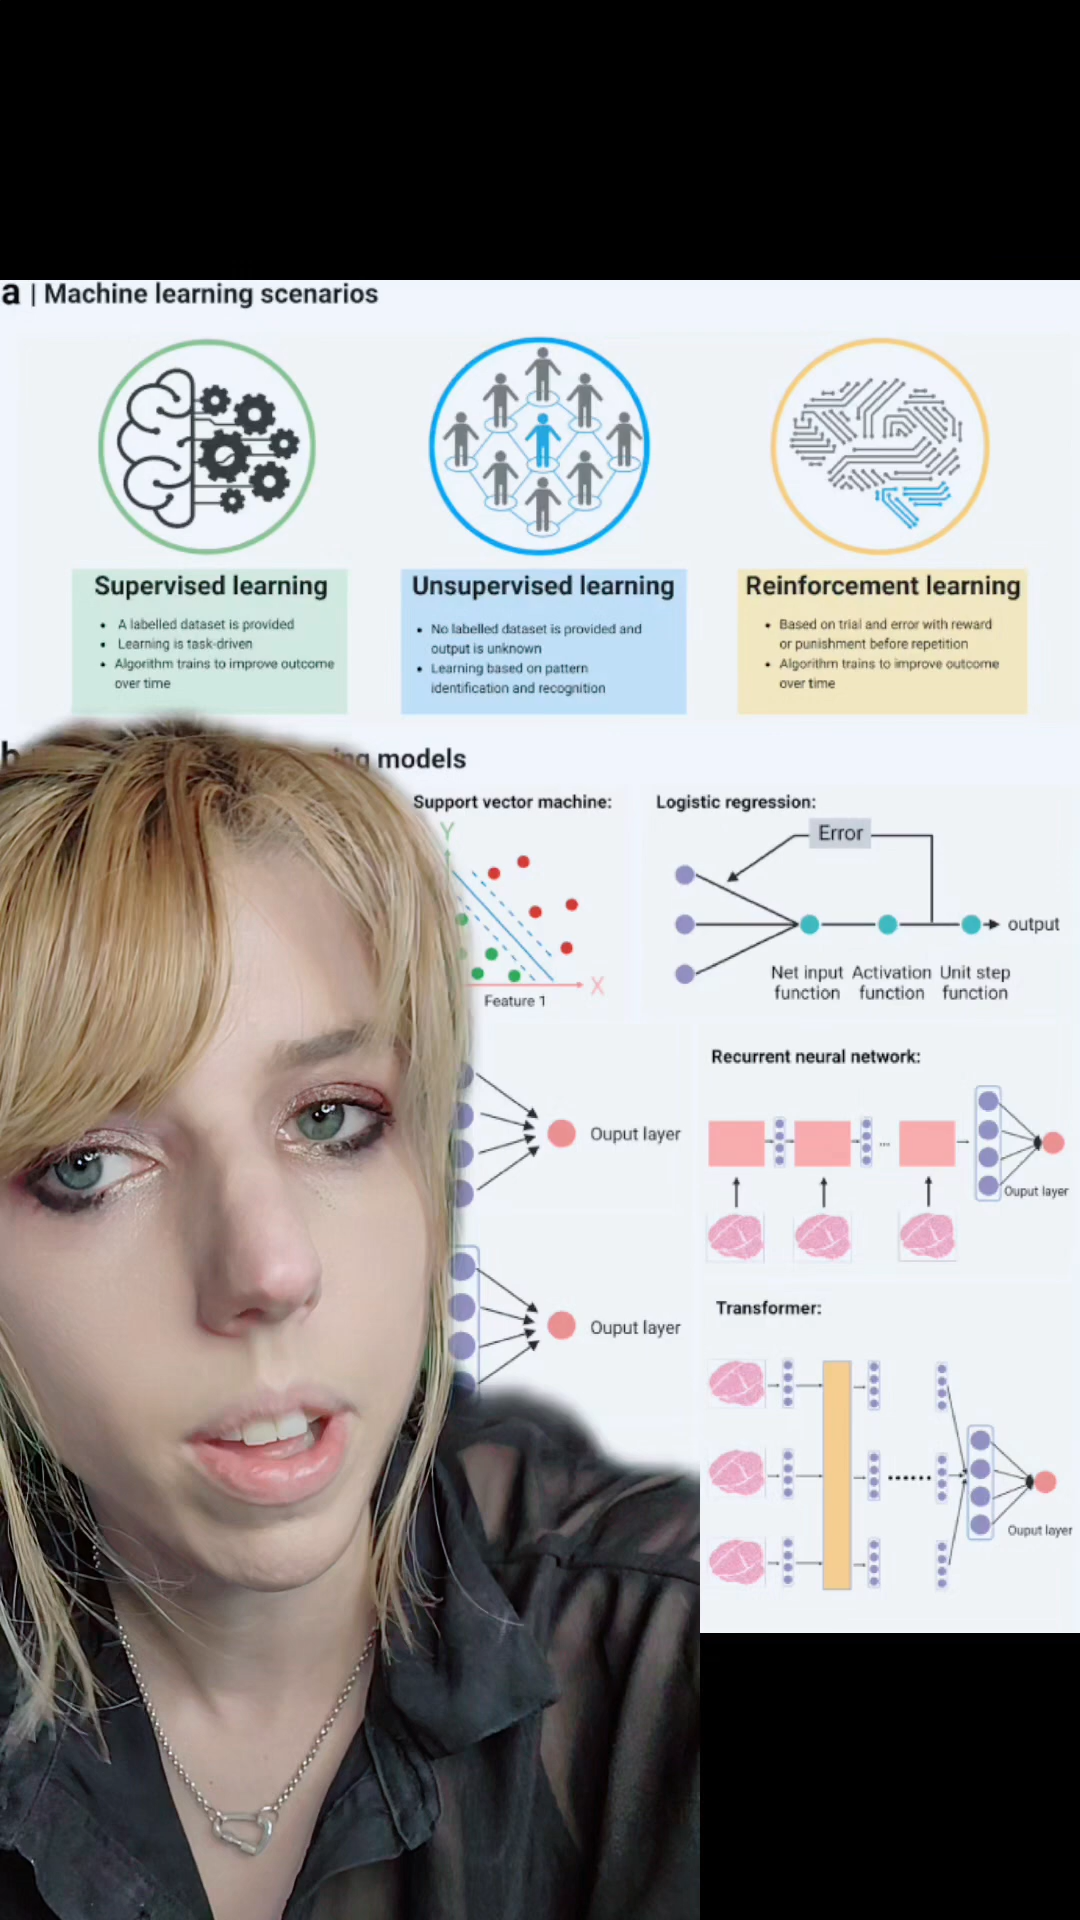 a | Machine learning scenarios
Supervised learning
• A labelled dataset is provided
• Learning is task-driven
• Algorithm trains to improve outcome
over time
Unsupervised learning
• No labelled dataset is provided and
output is unknown
• Learning based on pattern
identification and recognition
Reinforcement learning
• Based on trial and error with reward
or punishment before repetition
• Algorithm trains to improve outcome
over time
b
models
Support vector machine:
Y
X
Feature 1
Logistic regression:
Error
output
Net input
function
Activation
function
Unit step
function
Ouput layer
Ouput layer
Recurrent neural network:
...
Ouput layer
Transformer:
Ouput layer